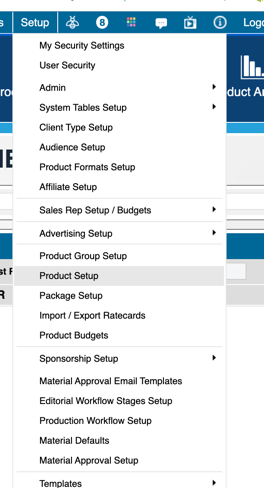 s Setup 8 Logo
My Security Settings
User Security
Admin
System Tables Setup
Client Type Setup
Audience Setup
Product Formats Setup
Affiliate Setup
Sales Rep Setup / Budgets
Advertising Setup
Product Group Setup
Product Setup
Package Setup
Import / Export Ratecards
Product Budgets
Sponsorship Setup
Material Approval Email Templates
Editorial Workflow Stages Setup
Production Workflow Setup
Material Defaults
Material Approval Setup
Templates
ro
duct An
st F
R